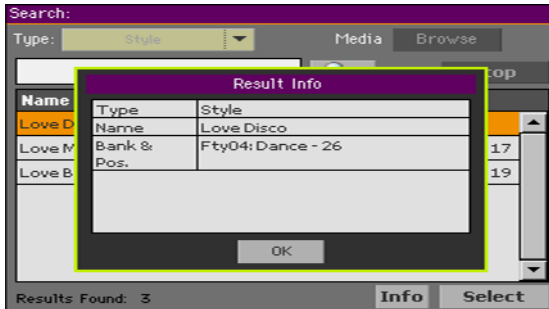 Search:
Type: Style Media Browse
Result Info
Name
Type Style
Name Love Disco
Bank & Fty04: Dance - 26
Pos.
Love D
Love M 17
Love B 19
OK
Results Found: 3 Info Select